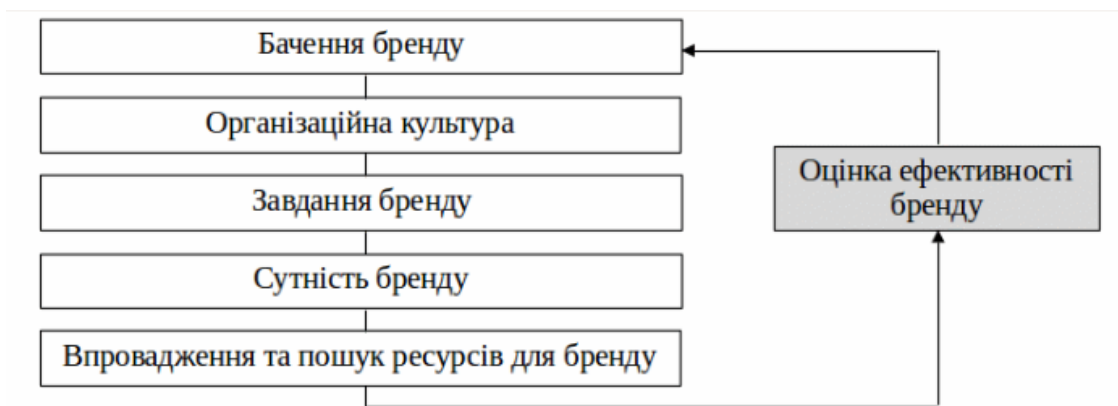 Бачення бренду
Організаційна культура
Завдання бренду
Сутність бренду
Впровадження та пошук ресурсів для бренду
Оцінка ефективності
бренду